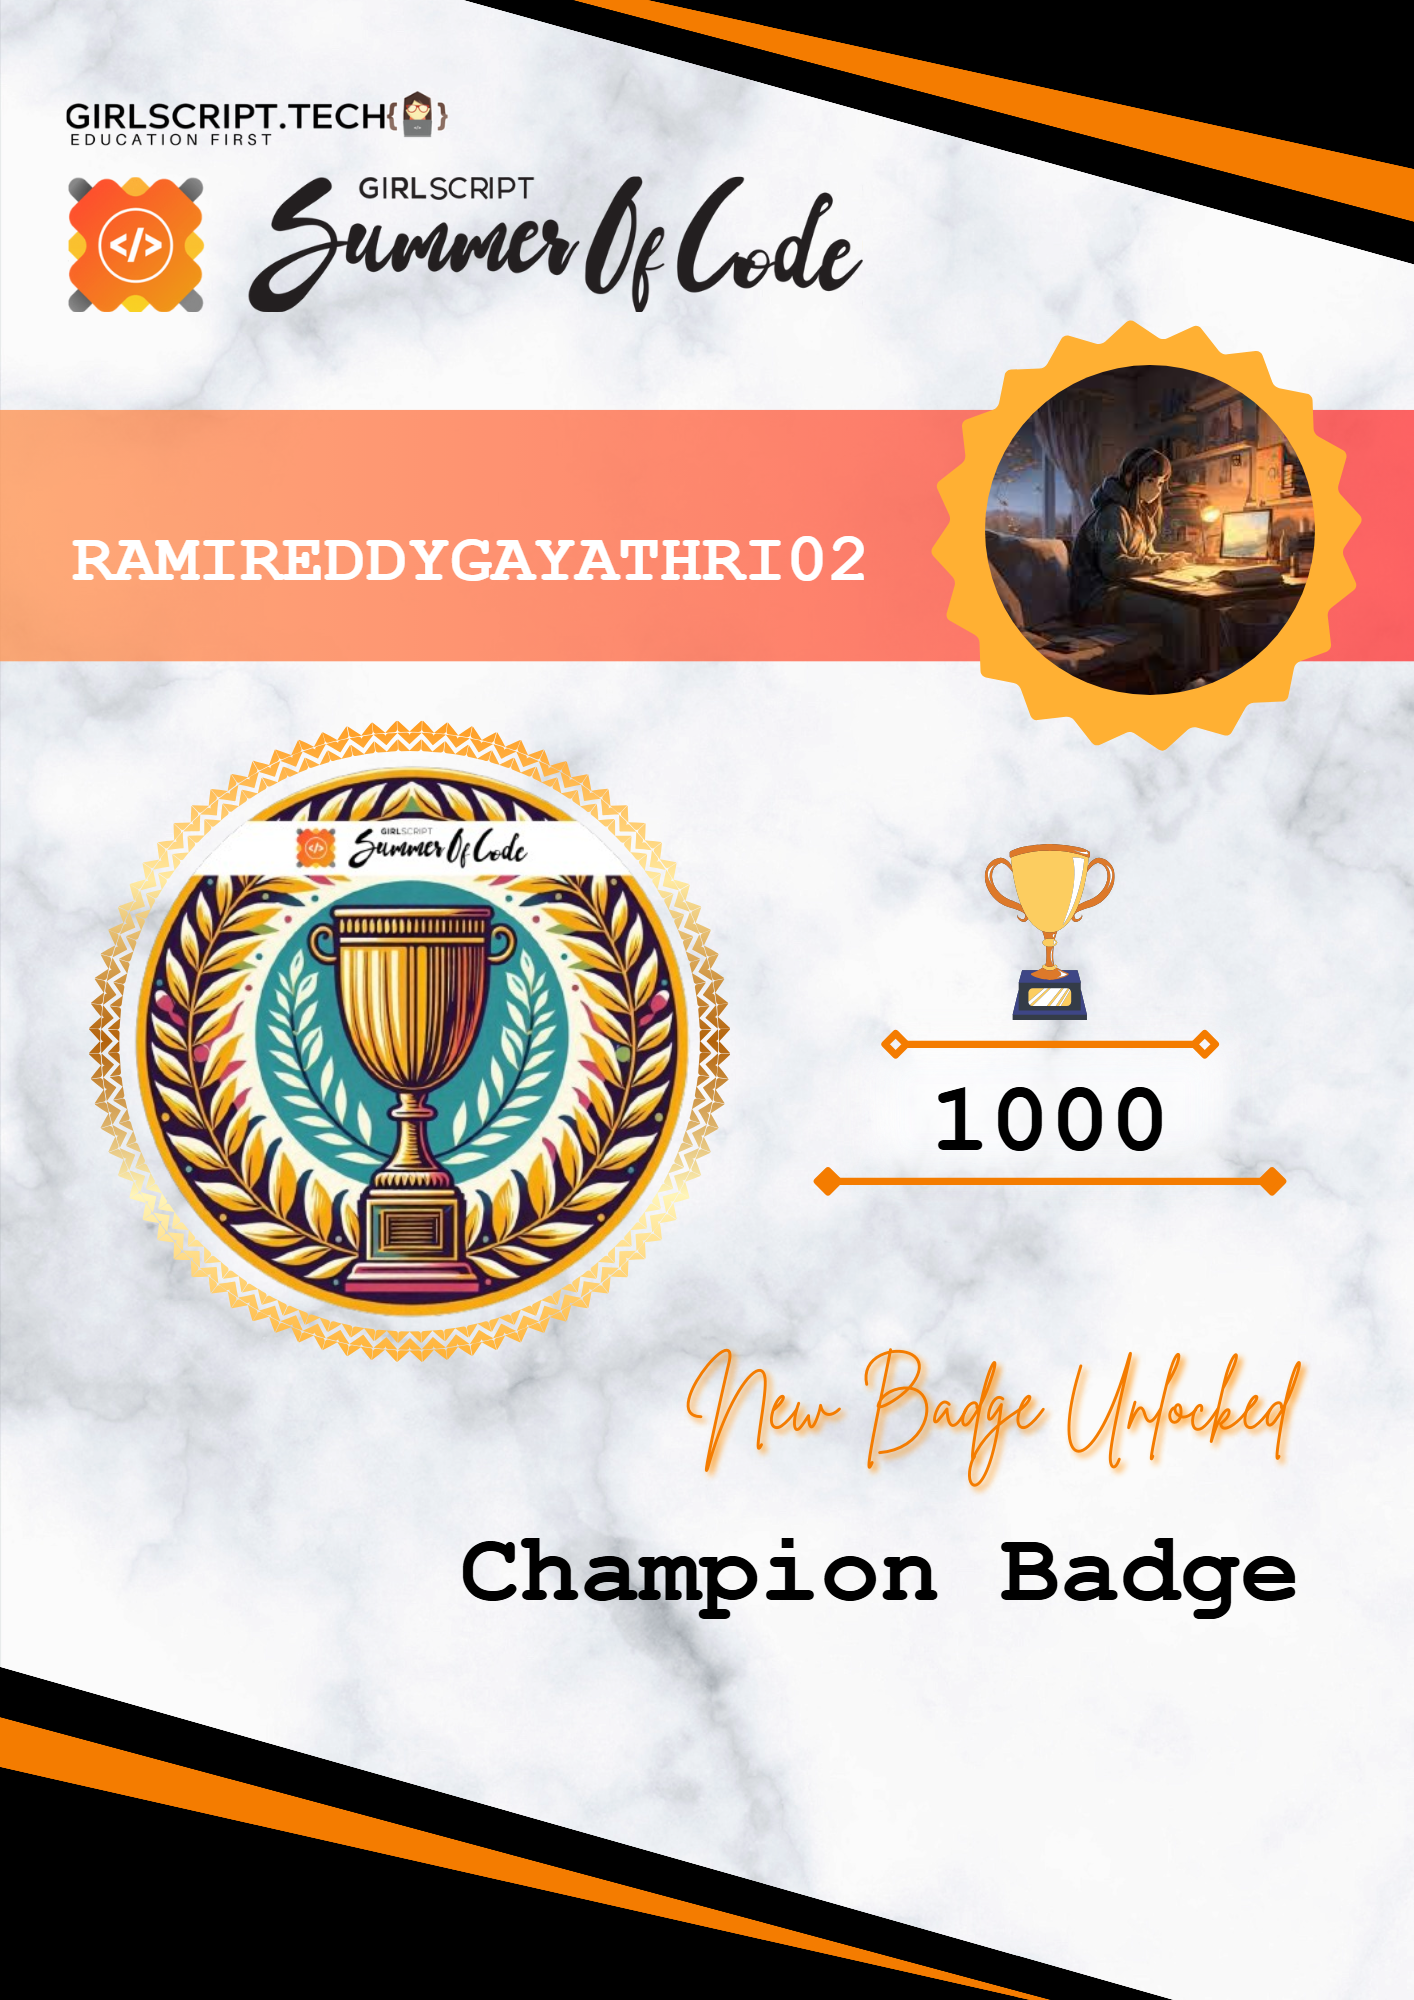 GIRLSCRIPT.TECH{ }
EDUCATION FIRST
</>
GIRLSCRIPT
Summer Of Code
RAMIREDDYGAYATHRI02
</>
GIRLSCRIPT
Summer Of Code
1000
New Badge Unlocked
Champion Badge